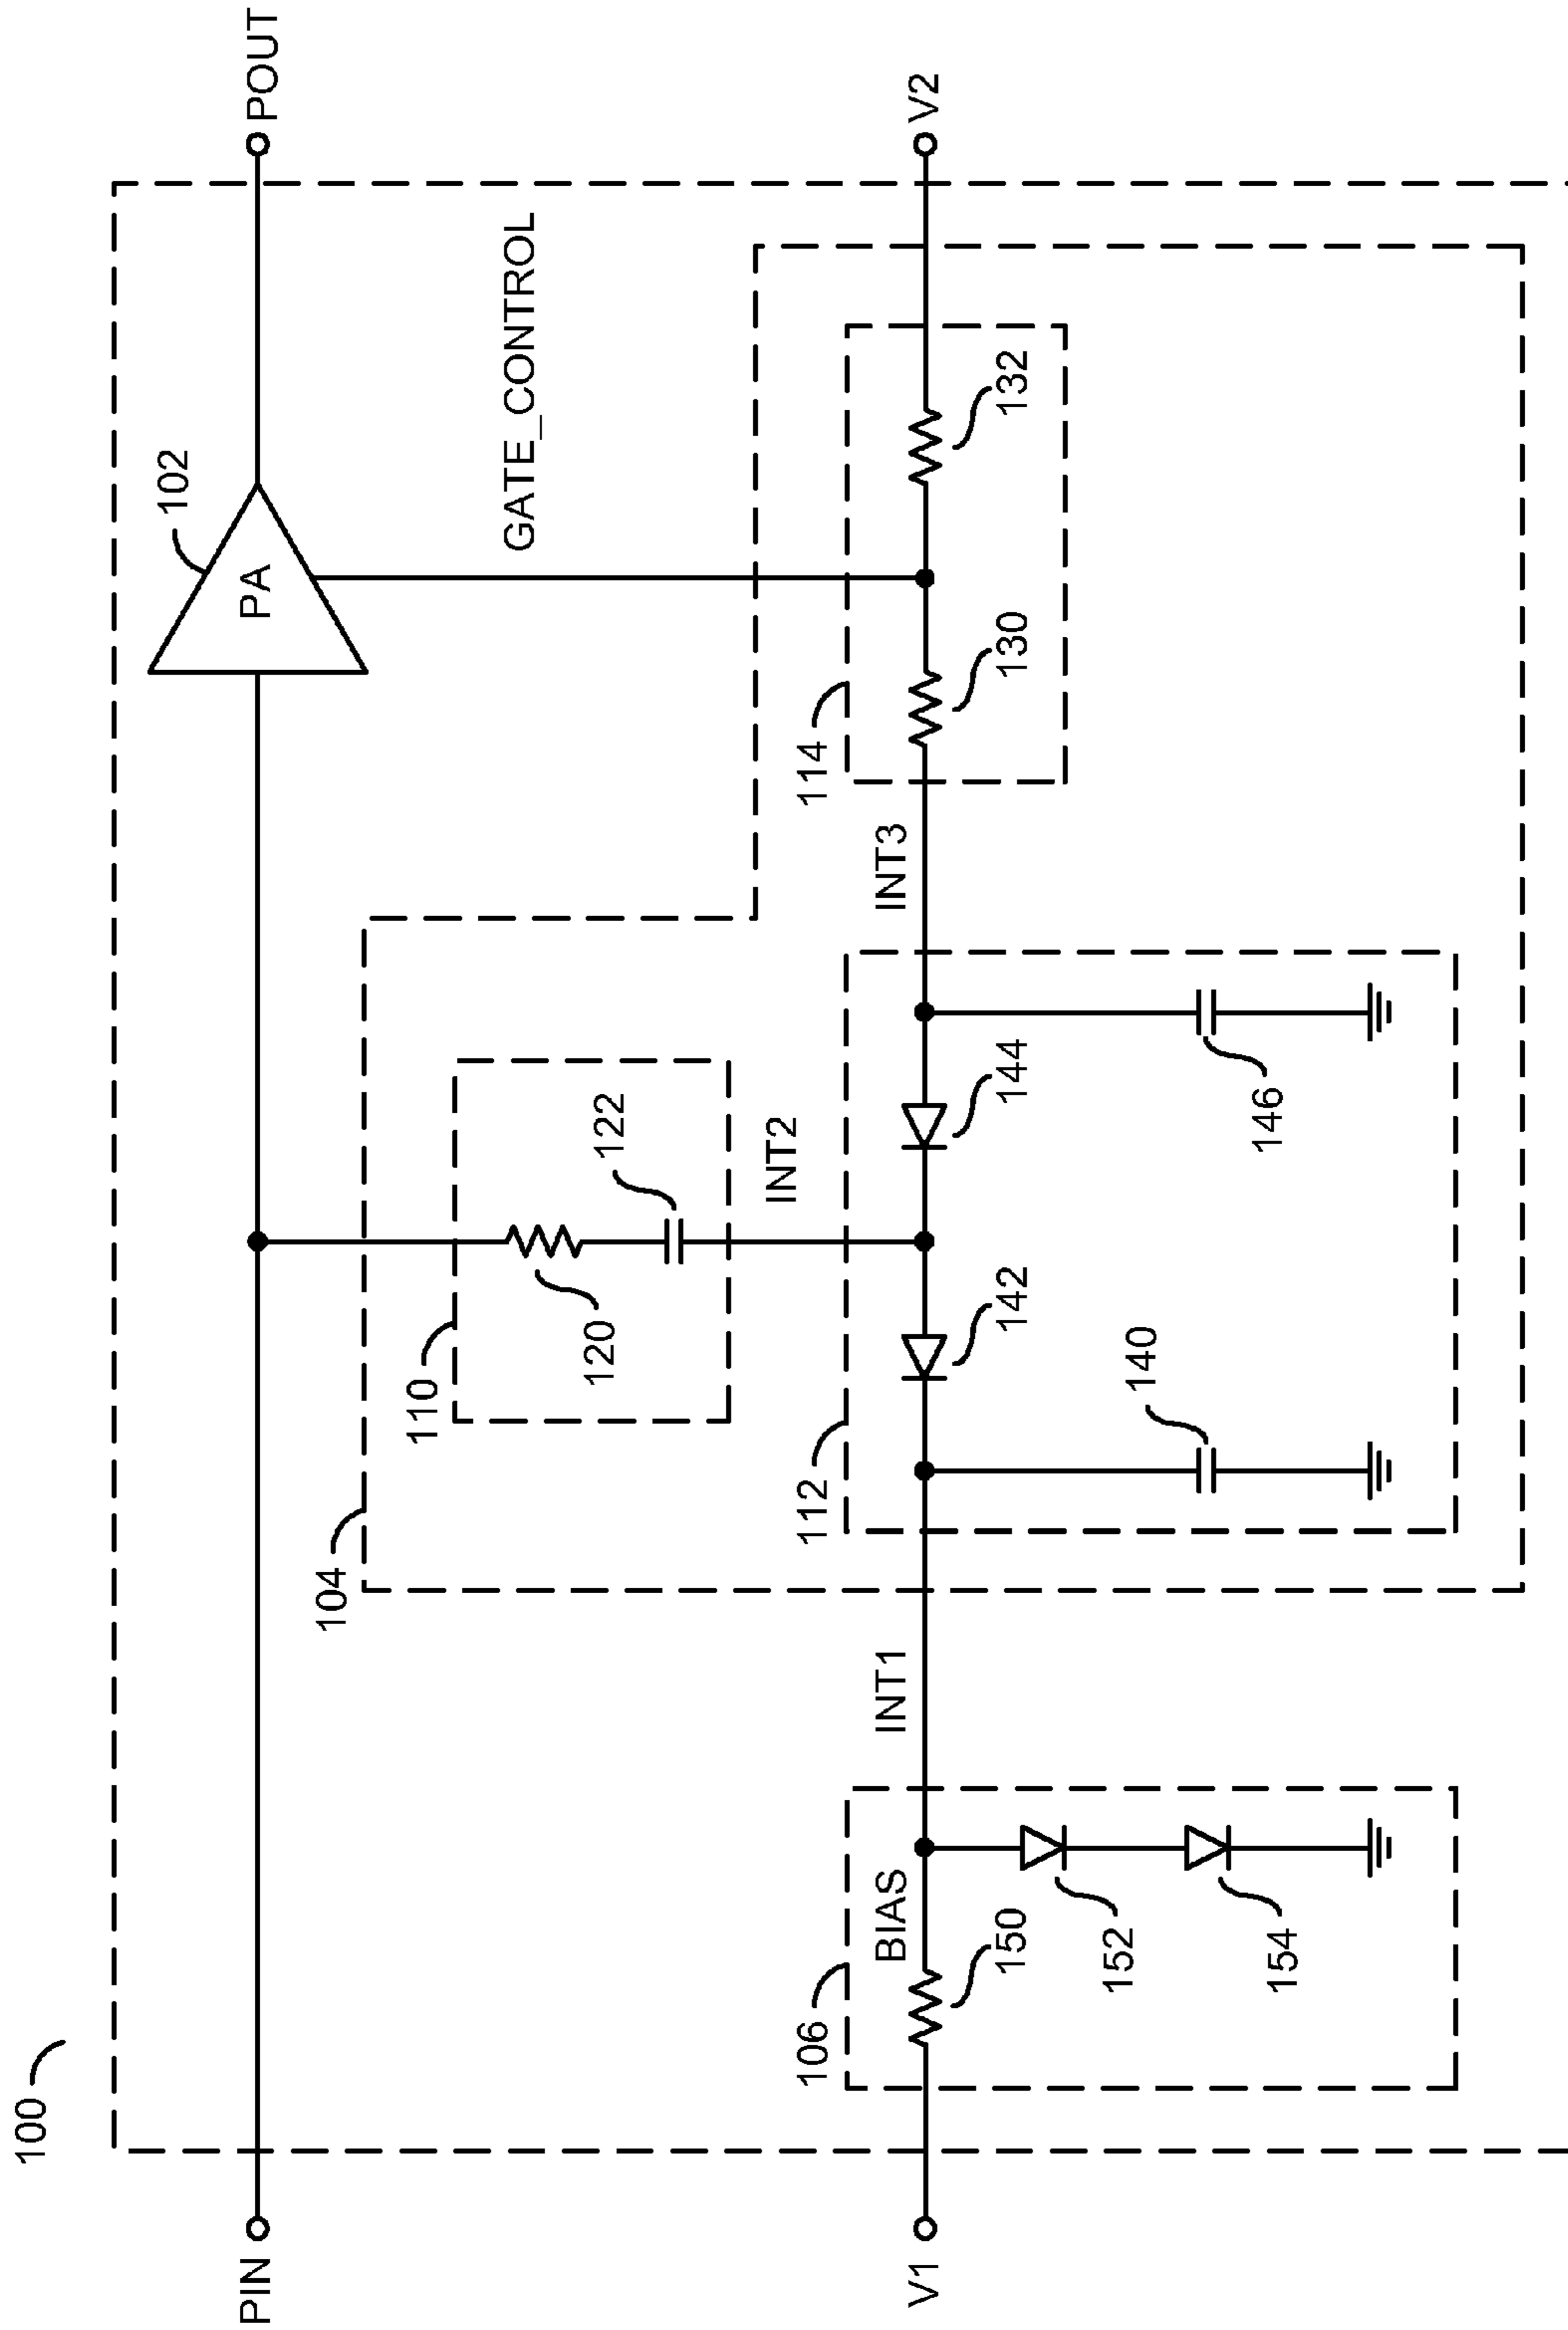 100
PIN
102
PA
POUT
GATE_CONTROL
104
110
120
122
INT2
106
V1
BIAS
150
152
154
INT1
112
140
142
144
146
INT3
114
130
132
V2